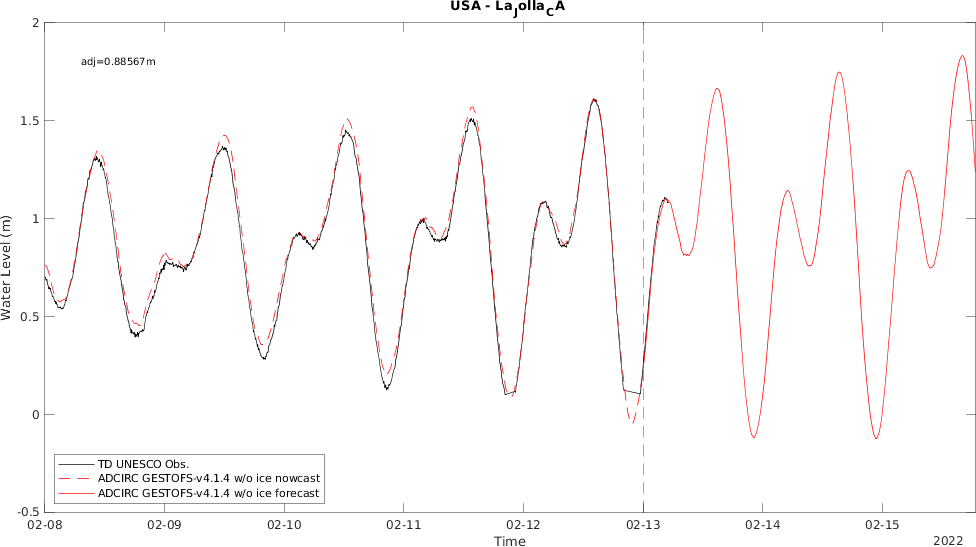 USA - LaJollaCA
adj=0.88567m
2
1.5
1
0.5
0
-0.5
Water Level (m)
TD UNESCO Obs.
ADCIRC GESTOFS-v4.1.4 w/o ice nowcast
ADCIRC GESTOFS-v4.1.4 w/o ice forecast
02-08 02-09 02-10 02-11 02-12 02-13 02-14 02-15
Time
2022